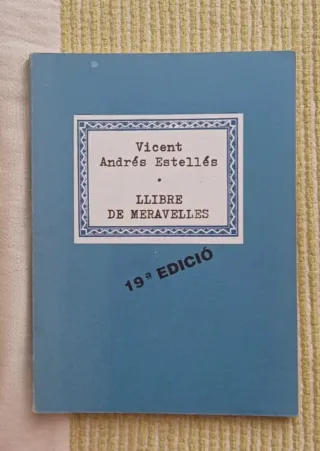 Vicent
Andrés Estellés
•
LLIBRE
DE MERAVELLES
19ª EDICIÓ